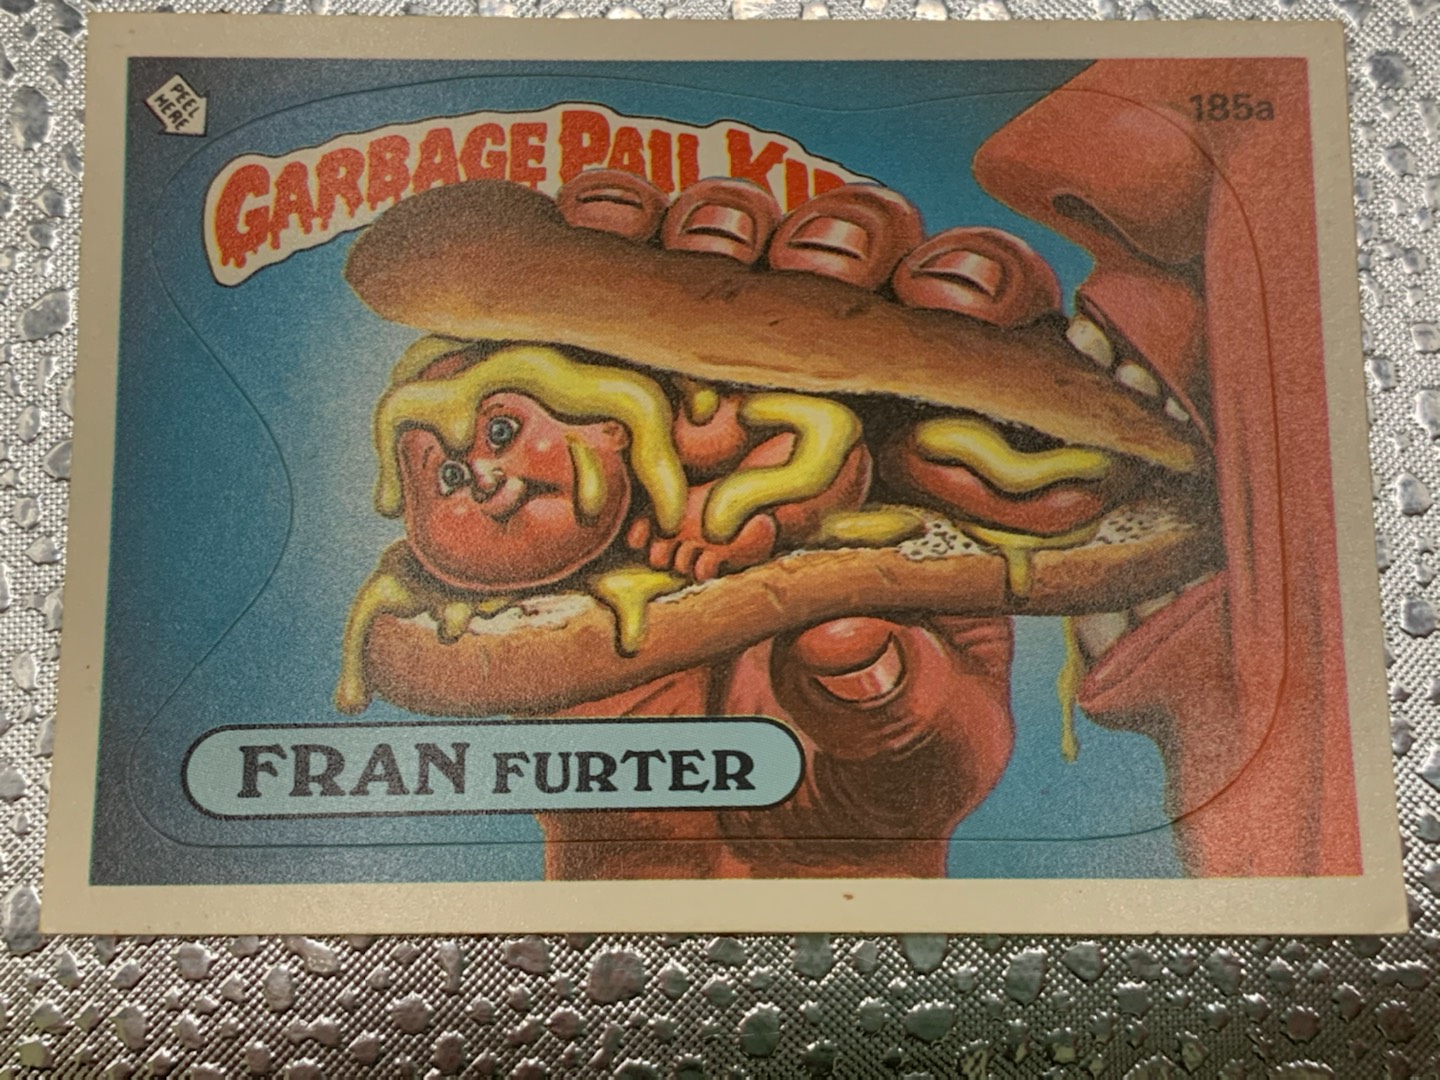 PEEL
HERE
185a
GARBAGE PAIL KI
FRAN FURTER